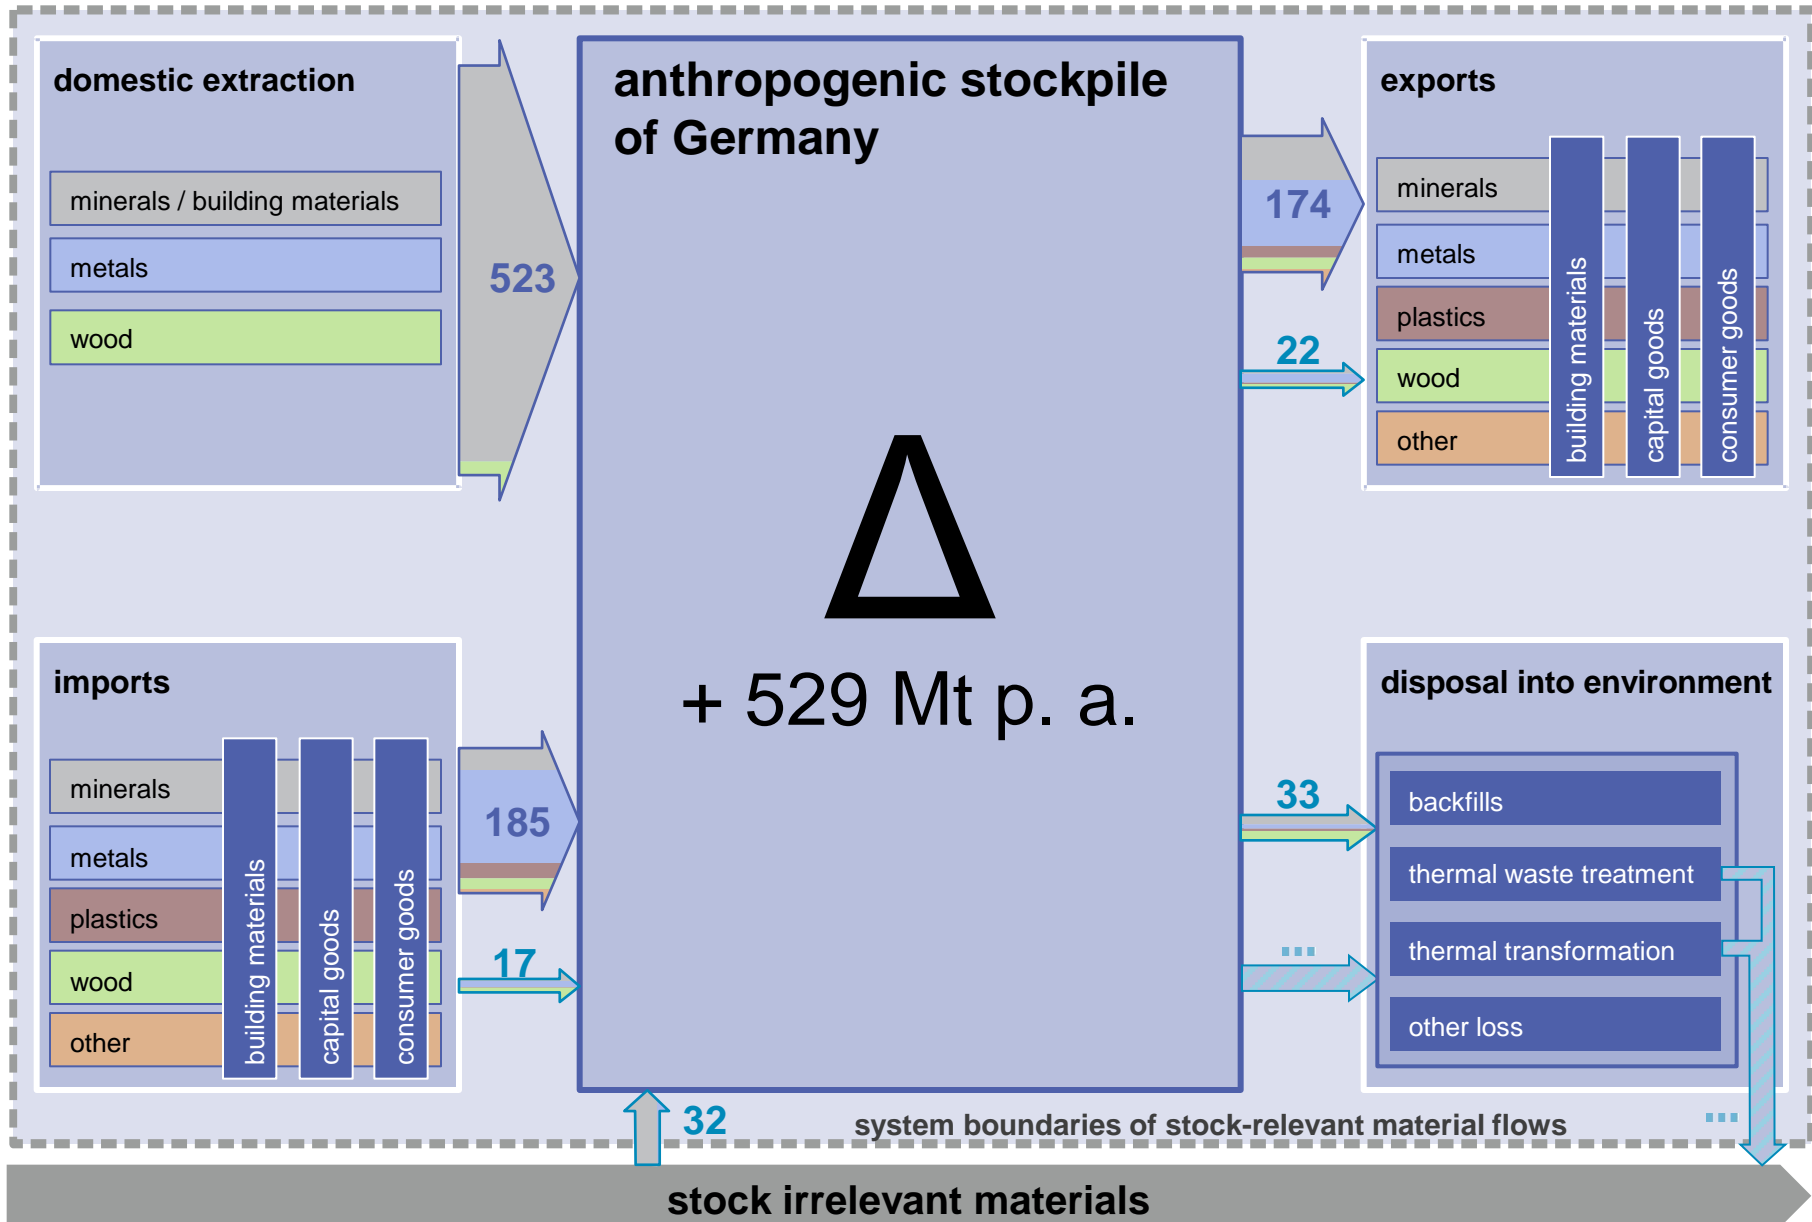 domestic extraction
minerals / building materials
metals
wood
523
anthropogenic stockpile
of Germany
Δ
+ 529 Mt p. a.
exports
minerals
metals
plastics
wood
other
building materials
capital goods
consumer goods
174
22
imports
minerals
metals
plastics
wood
other
building materials
capital goods
consumer goods
185
17
disposal into environment
backfills
thermal waste treatment
thermal transformation
other loss
33
...
32
system boundaries of stock-relevant material flows
...
stock irrelevant materials